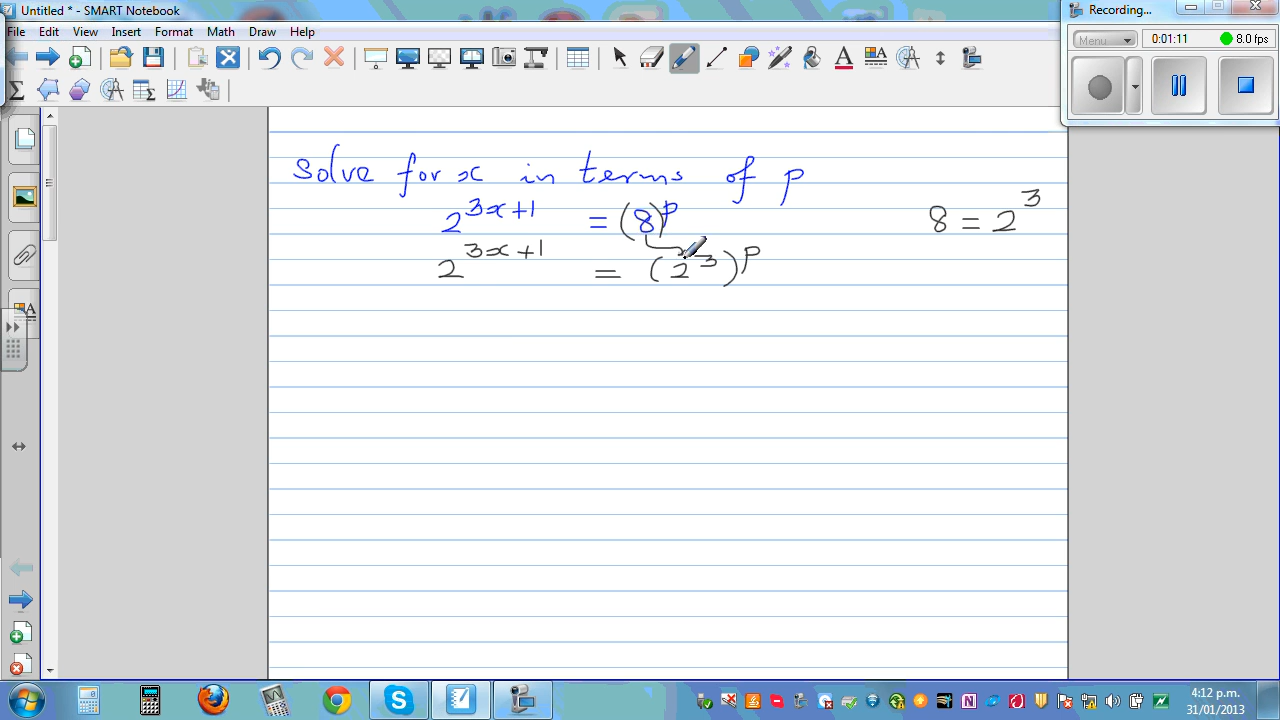 Untitled * - SMART Notebook
File Edit View Insert Format Math Draw Help
Recording...
Menu 0:01:11 8.0 fps
Solve for x in terms of p
2^{3x+1} = (8)^p
8 = 2^3
2^{3x+1} = (2^3)^p
4:12 p.m.
31/01/2013